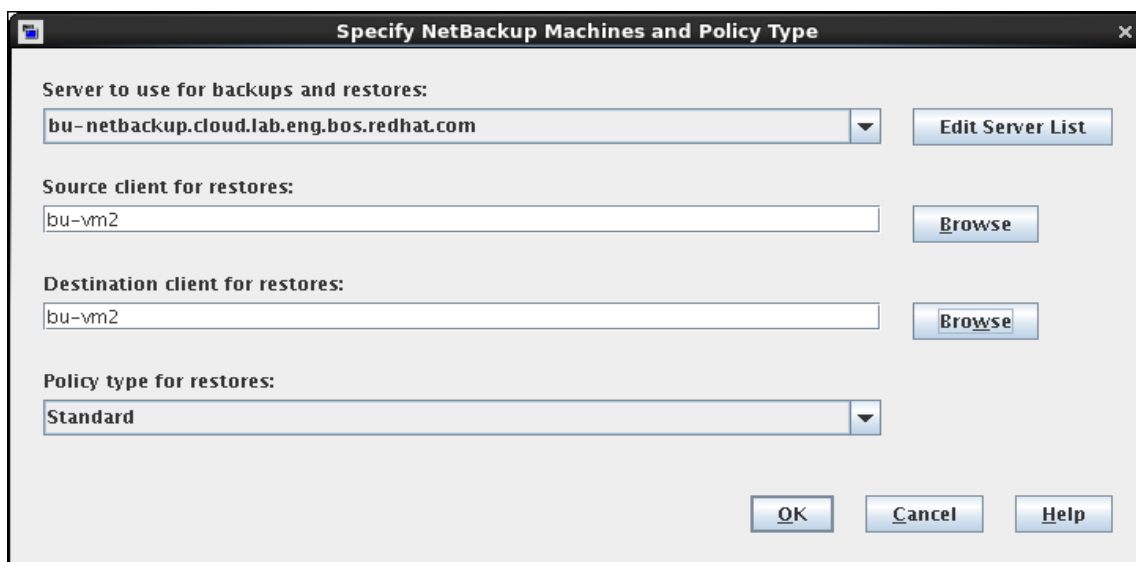 Specify NetBackup Machines and Policy Type
Server to use for backups and restores:
bu-netbackup.cloud.lab.eng.bos.redhat.com
Edit Server List
Source client for restores:
bu-vm2
Browse
Destination client for restores:
bu-vm2
Browse
Policy type for restores:
Standard
OK Cancel Help